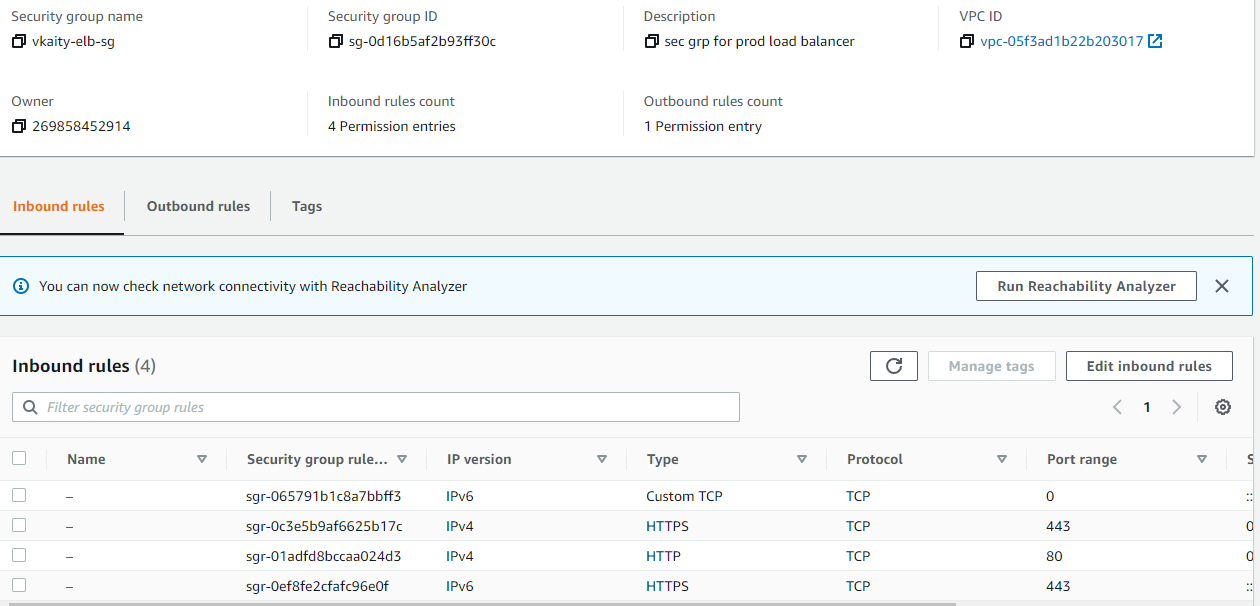 Security group name
vkaity-elb-sg
Security group ID
sg-0d16b5af2b93ff30c
Description
sec grp for prod load balancer
VPC ID
vpc-05f3ad1b22b203017
Owner
269858452914
Inbound rules count
4 Permission entries
Outbound rules count
1 Permission entry
Inbound rules Outbound rules Tags
You can now check network connectivity with Reachability Analyzer Run Reachability Analyzer
Inbound rules (4) Manage tags Edit inbound rules
Filter security group rules 1
Name Security group rule... IP version Type Protocol Port range S
– sgr-065791b1c8a7bbff3 IPv6 Custom TCP TCP 0 ::
– sgr-0c3e5b9af6625b17c IPv4 HTTPS TCP 443 0
– sgr-01adfd8bccaa024d3 IPv4 HTTP TCP 80 0
– sgr-0ef8fe2cfafc96e0f IPv6 HTTPS TCP 443 ::